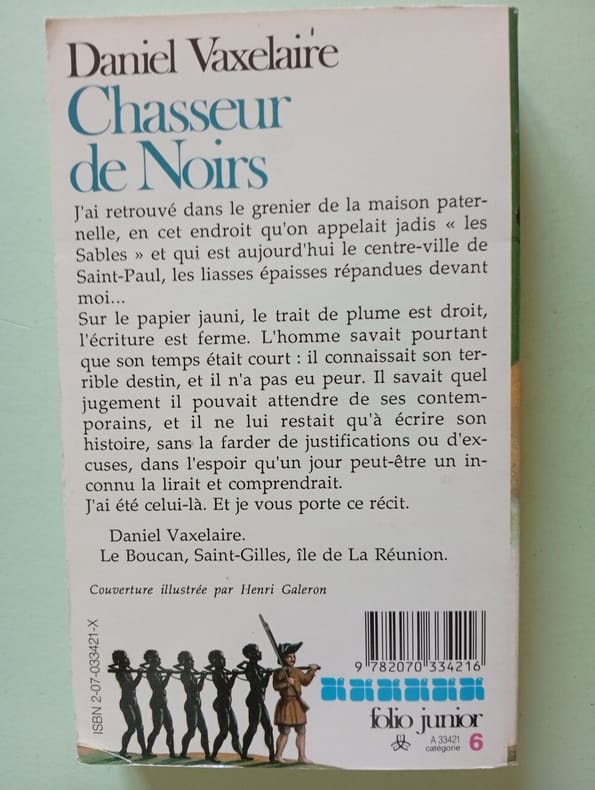 Daniel Vaxelaire
Chasseur
de Noirs
J'ai retrouvé dans le grenier de la maison pater-
nelle, en cet endroit qu'on appelait jadis « les
Sables » et qui est aujourd'hui le centre-ville de
Saint-Paul, les liasses épaisses répandues devant
moi...
Sur le papier jauni, le trait de plume est droit,
l'écriture est ferme. L'homme savait pourtant
que son temps était court : il connaissait son ter-
rible destin, et il n'a pas eu peur. Il savait quel
jugement il pouvait attendre de ses contem-
porains, et il ne lui restait qu'à écrire son
histoire, sans la farder de justifications ou d'ex-
cuses, dans l'espoir qu'un jour peut-être un in-
connu la lirait et comprendrait.
J'ai été celui-là. Et je vous porte ce récit.
Daniel Vaxelaire.
Le Boucan, Saint-Gilles, île de La Réunion.
Couverture illustrée par Henri Galeron
ISBN 2-07-033421-X
9 782070 334216
folio junior
A 33421
catégorie 6